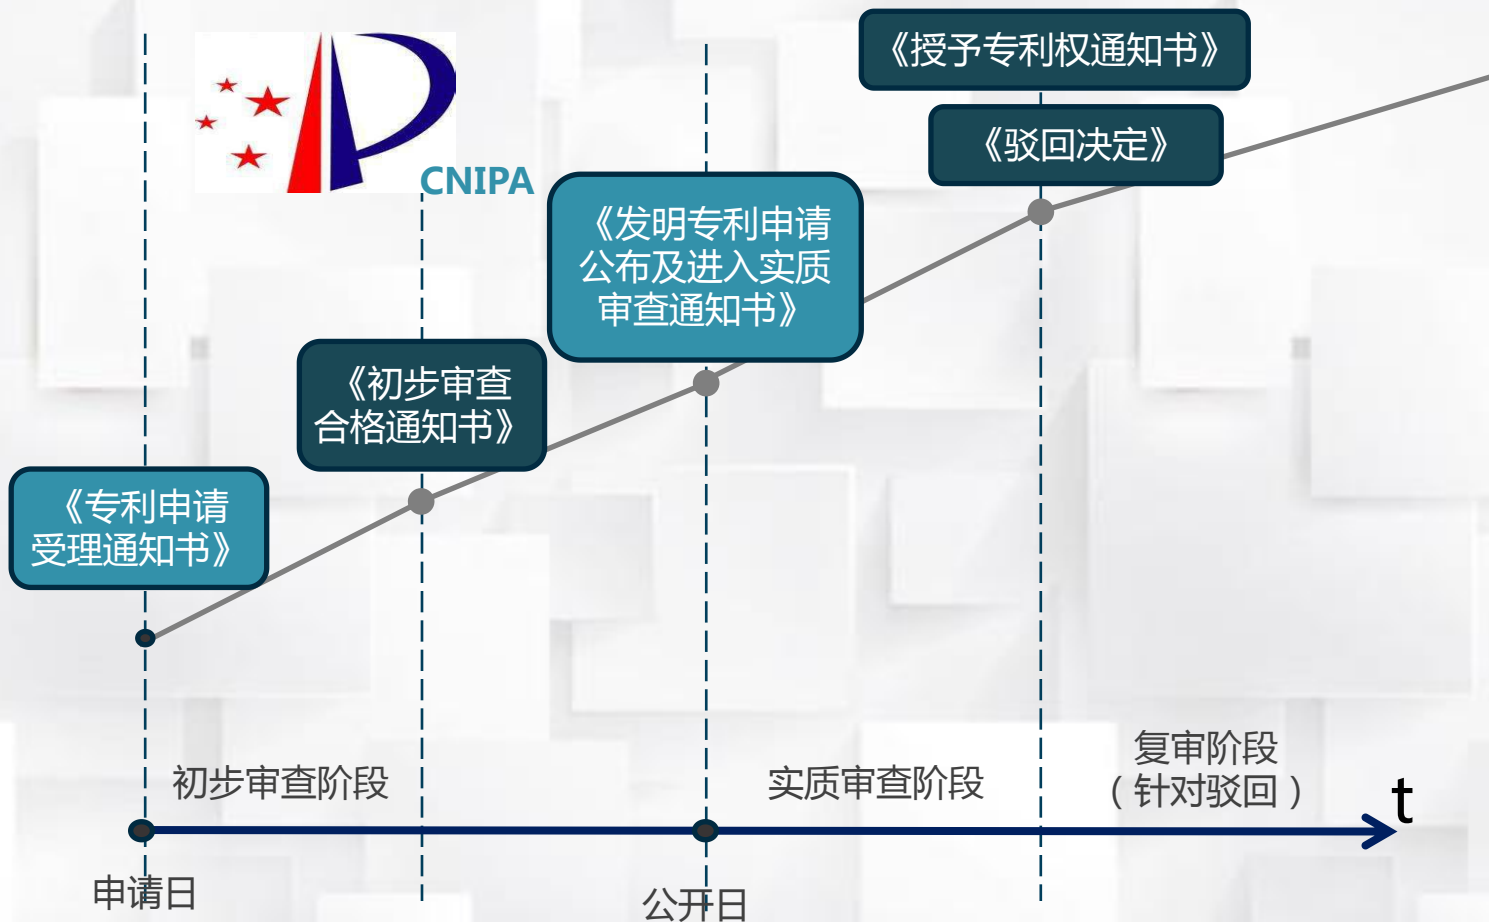 《授予专利权通知书》
《驳回决定》
CNIPA
《发明专利申请
公布及进入实质
审查通知书》
《初步审查
合格通知书》
《专利申请
受理通知书》
初步审查阶段
实质审查阶段
复审阶段
（针对驳回）
t
申请日
公开日